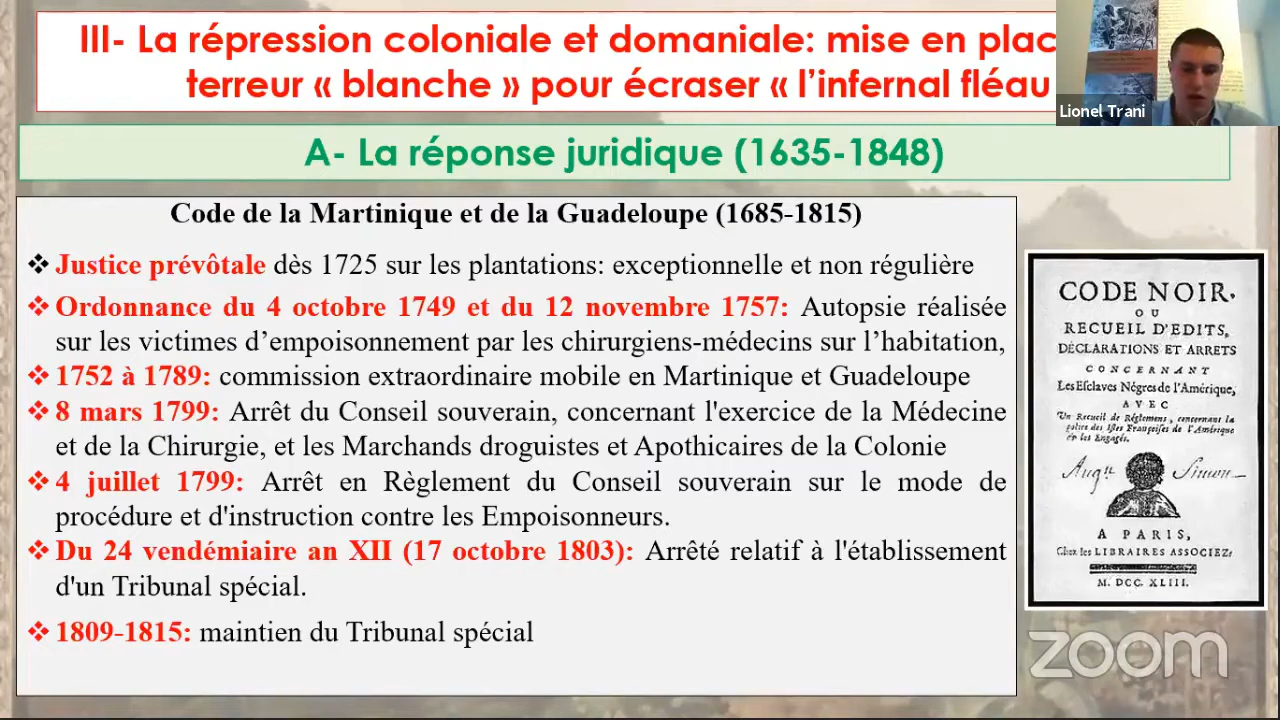 III- La répression coloniale et domaniale: mise en plac
terreur « blanche » pour écraser « l’infernal fléau
Lionel Trani
A- La réponse juridique (1635-1848)
Code de la Martinique et de la Guadeloupe (1685-1815)
❖ Justice prévôtale dès 1725 sur les plantations: exceptionnelle et non régulière
❖ Ordonnance du 4 octobre 1749 et du 12 novembre 1757: Autopsie réalisée
sur les victimes d’empoisonnement par les chirurgiens-médecins sur l’habitation,
❖ 1752 à 1789: commission extraordinaire mobile en Martinique et Guadeloupe
❖ 8 mars 1799: Arrêt du Conseil souverain, concernant l'exercice de la Médecine
et de la Chirurgie, et les Marchands droguistes et Apothicaires de la Colonie
❖ 4 juillet 1799: Arrêt en Règlement du Conseil souverain sur le mode de
procédure et d'instruction contre les Empoisonneurs.
❖ Du 24 vendémiaire an XII (17 octobre 1803): Arrêté relatif à l'établissement
d'un Tribunal spécial.
❖ 1809-1815: maintien du Tribunal spécial
CODE NOIR,
OU
RECUEIL D'EDITS,
DÉCLARATIONS ET ARRETS
CONCERNANT
Les Esclaves Nègres de l'Amérique,
AVEC
Un Recueil de Réglemens, concernant la
police des Isles Françoises de l'Amérique
& les Engagés.
A PARIS,
Chez les LIBRAIRES ASSOCIEZ
M. DCC. XLIII.
zoom